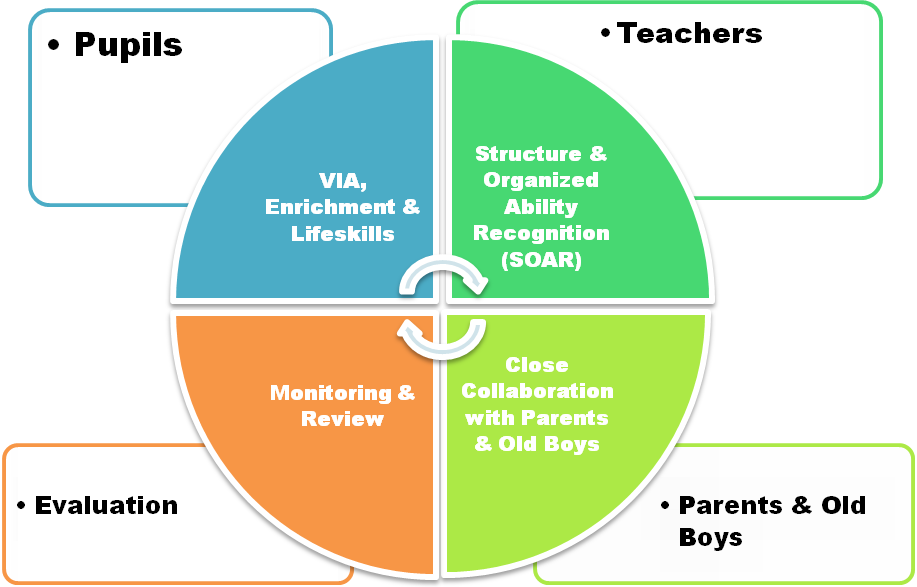 • Pupils
• Teachers
VIA,
Enrichment &
Lifeskills
Structure &
Organized
Ability
Recognition
(SOAR)
Monitoring &
Review
Close
Collaboration
with Parents
& Old Boys
• Evaluation
• Parents & Old
Boys